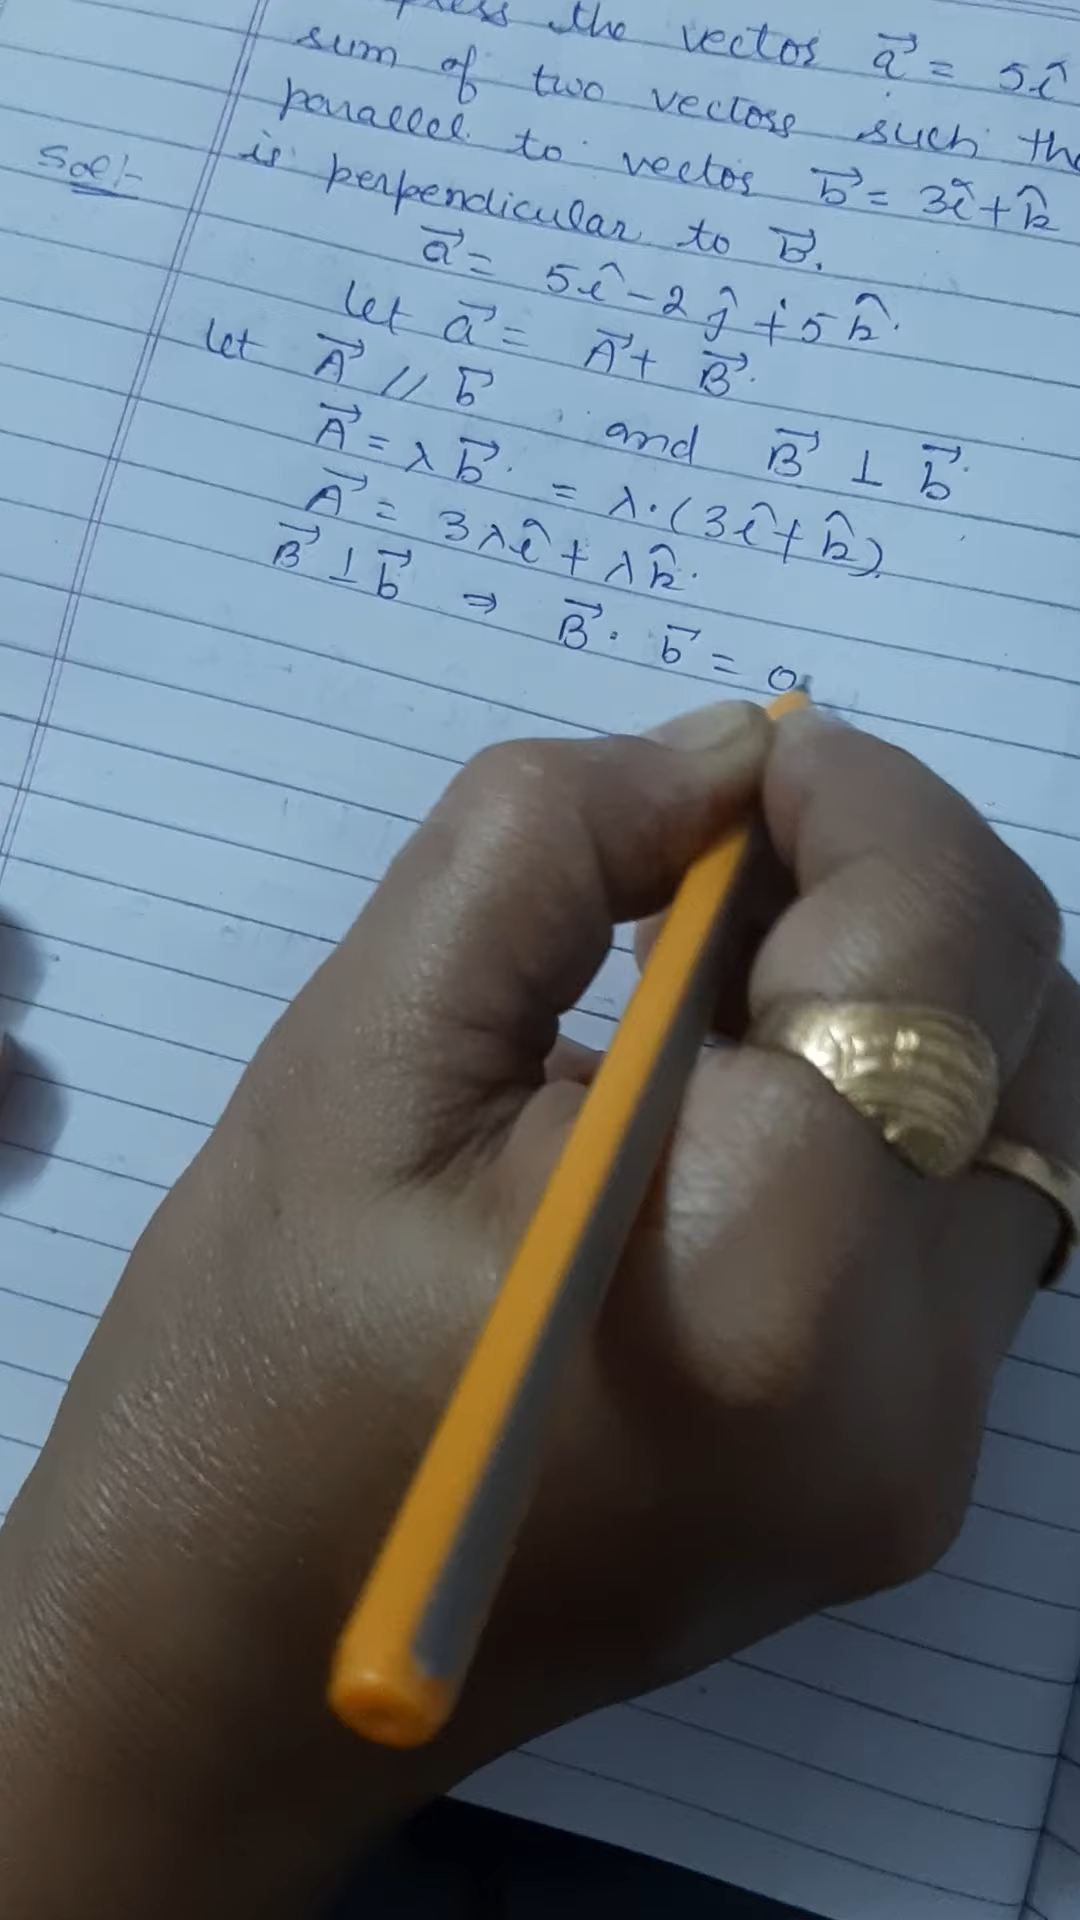 the vector a⃗ = 5î
sum of two vectors such
parallel to vector b⃗ = 3î + k̂
is perpendicular to b⃗.
Sol:-
a⃗ = 5î - 2ĵ + 5k̂.
let a⃗ = A⃗ + B⃗.
let A⃗ // b⃗ and B⃗ ⊥ b⃗.
A⃗ = λb⃗. = λ.(3î + k̂).
A⃗ = 3λî + λk̂.
B⃗ ⊥ b⃗ ⇒ B⃗. b⃗ = 0